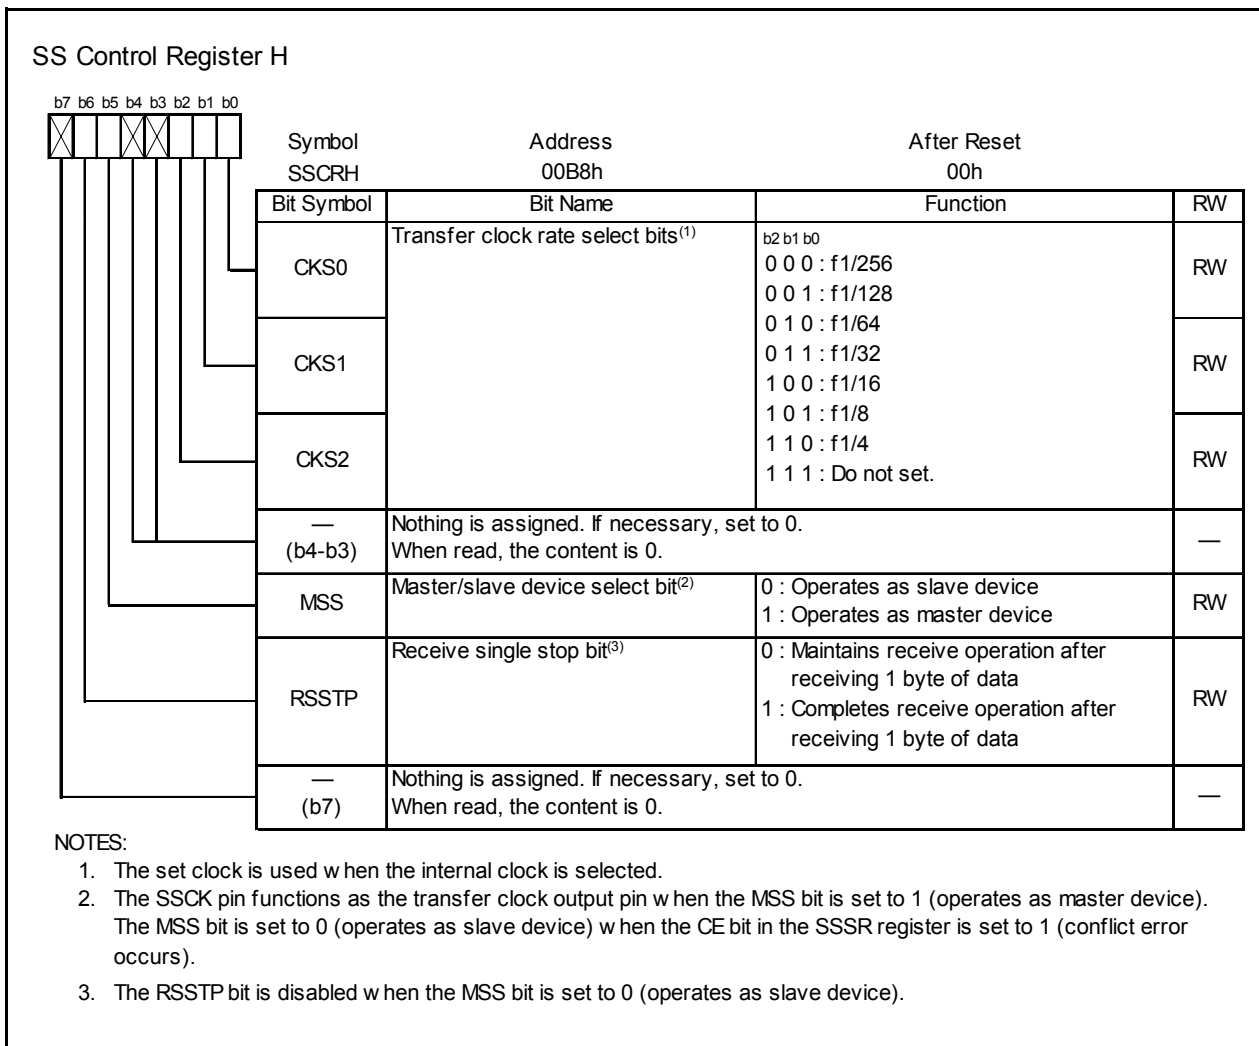 SS Control Register H
b7 b6 b5 b4 b3 b2 b1 b0
Symbol Address After Reset
SSCRH 00B8h 00h
Bit Symbol Bit Name Function RW
CKS0 Transfer clock rate select bits(1) b2 b1 b0 RW
0 0 0 : f1/256
0 0 1 : f1/128
0 1 0 : f1/64
CKS1 0 1 1 : f1/32 RW
1 0 0 : f1/16
1 0 1 : f1/8
CKS2 1 1 0 : f1/4 RW
1 1 1 : Do not set.
— Nothing is assigned. If necessary, set to 0. —
(b4-b3) When read, the content is 0.
MSS Master/slave device select bit(2) 0 : Operates as slave device RW
1 : Operates as master device
RSSTP Receive single stop bit(3) 0 : Maintains receive operation after RW
receiving 1 byte of data
1 : Completes receive operation after
receiving 1 byte of data
— Nothing is assigned. If necessary, set to 0. —
(b7) When read, the content is 0.
NOTES:
1. The set clock is used when the internal clock is selected.
2. The SSCK pin functions as the transfer clock output pin when the MSS bit is set to 1 (operates as master device).
The MSS bit is set to 0 (operates as slave device) when the CE bit in the SSSR register is set to 1 (conflict error
occurs).
3. The RSSTP bit is disabled when the MSS bit is set to 0 (operates as slave device).